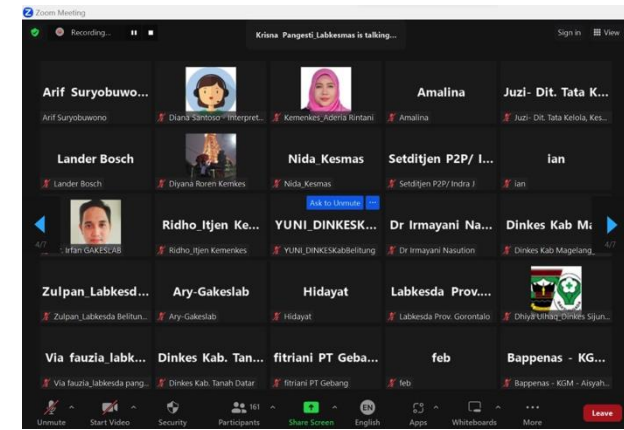 Zoom Meeting
Recording...
Krisna Pangesti_Labkesmas is talking...
Sign in
View
Arif Suryobuwo...
Arif Suryobuwono
Diana Santoso - Interpret...
Kemenkes_Aderia Rintani
Amalina
Amalina
Juzi- Dit. Tata K...
Juzi- Dit. Tata Kelola, Kes...
Lander Bosch
Lander Bosch
Diyana Roren Kemkes
Nida_Kesmas
Nida_Kesmas
Setditjen P2P/ I...
Setditjen P2P/ Indra J
ian
ian
4/7
Irfan GAKESLAB
Ridho_Itjen Ke...
Ridho_Itjen Kemenkes
Ask to Unmute
YUNI_DINKESK...
YUNI_DINKESKabBelitung
Dr Irmayani Na...
Dr Irmayani Nasution
Dinkes Kab Ma
Dinkes Kab Magelang_
4/7
Zulpan_Labkesd...
Zulpan_Labkesda Belitun...
Ary-Gakeslab
Ary-Gakeslab
Hidayat
Hidayat
Labkesda Prov....
Labkesda Prov. Gorontalo
Dhiya Ulhaq_Dinkes Sijun...
Via fauzia_labk...
Via fauzia_labkesda pang...
Dinkes Kab. Tan...
Dinkes Kab. Tanah Datar
fitriani PT Geba...
fitriani PT Gebang
feb
feb
Bappenas - KG...
Bappenas - KGM - Aisyah...
Unmute
Start Video
Security
161
Participants
Share Screen
EN
English
Apps
Whiteboards
More
Leave